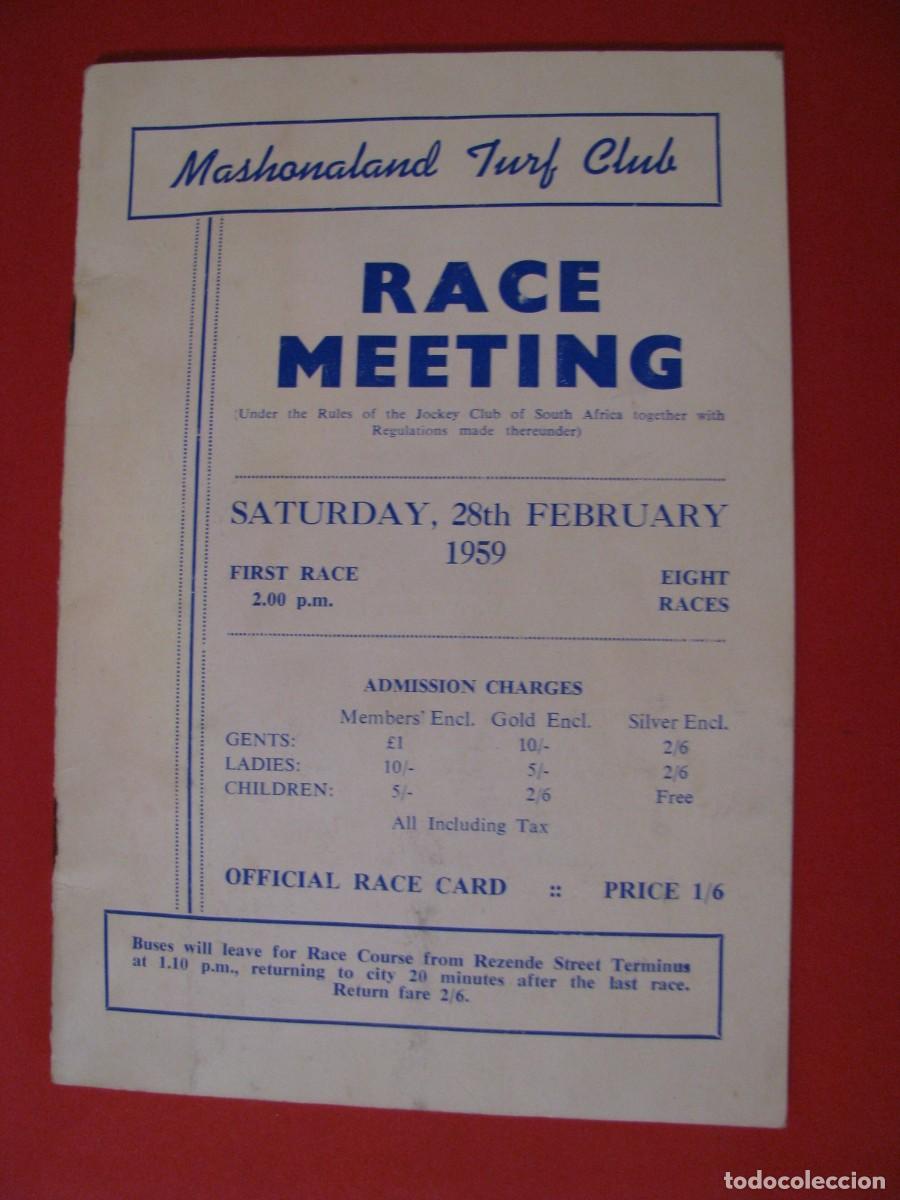 Mashonaland Turf Club
RACE
MEETING
(Under the Rules of the Jockey Club of South Africa together with
Regulations made thereunder)
SATURDAY, 28th FEBRUARY
1959
FIRST RACE
2.00 p.m.
EIGHT
RACES
ADMISSION CHARGES
Members' Encl. Gold Encl. Silver Encl.
GENTS: £1 10/- 2/6
LADIES: 10/- 5/- 2/6
CHILDREN: 5/- 2/6 Free
All Including Tax
OFFICIAL RACE CARD :: PRICE 1/6
Buses will leave for Race Course from Rezende Street Terminus
at 1.10 p.m., returning to city 20 minutes after the last race.
Return fare 2/6.
todocoleccion